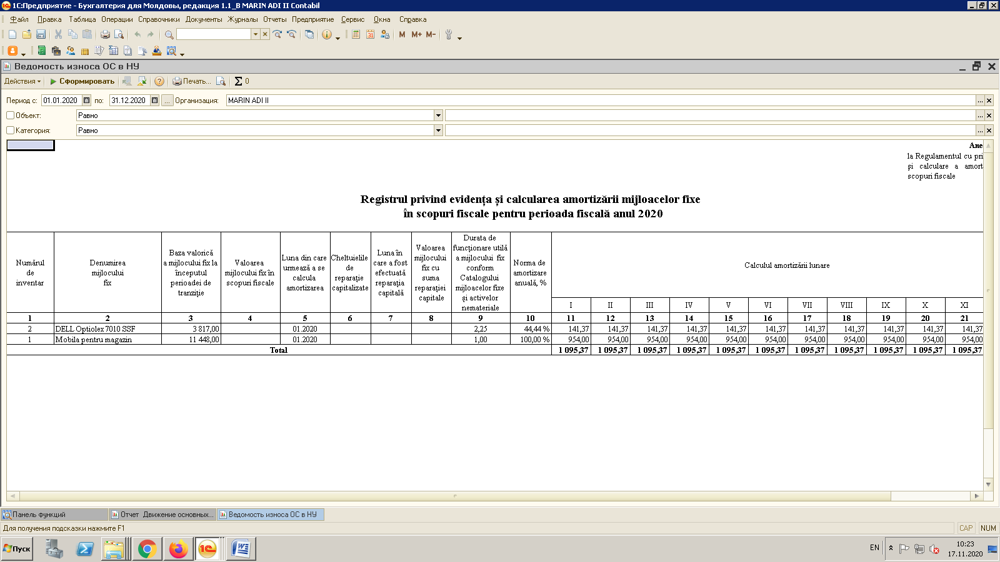 1С:Предприятие - Бухгалтерия для Молдовы, редакция 1.1_B MARIN ADI II Contabil
Файл Правка Таблица Операции Справочники Документы Журналы Отчеты Предприятие Сервис Окна Справка
M M+ M-
Ведомость износа ОС в НУ
Действия Сформировать Печать... Σ 0
Период с: 01.01.2020 по: 31.12.2020 ... Организация: MARIN ADI II ...
Объект: Равно ...
Категория: Равно ...
Ане
la Regulamentul cu pri
și calculare a amort
scopuri fiscale
Registrul privind evidența și calcularea amortizării mijloacelor fixe
în scopuri fiscale pentru perioada fiscală anul 2020
Numărul
de
inventar
Denumirea
mijlocului
fix
Baza valorică
a mijlocului fix la
începutul
perioadei de
tranziție
Valoarea
mijlocului fix în
scopuri fiscale
Luna din care
urmează a se
calcula
amortizarea
Cheltuielile
de
reparație
capitalizate
Luna în
care a fost
efectuată
reparația
capitală
Valoarea
mijlocului
fix cu
suma
reparației
capitale
Durata de
funcționare utilă
a mijlocului fix
conform
Catalogului
mijloacelor fixe
și activelor
nemateriale
Norma de
amortizare
anuală, %
Calculul amortizării lunare
I II III IV V VI VII VIII IX X XI
1 2 3 4 5 6 7 8 9 10 11 12 13 14 15 16 17 18 19 20 21
2 DELL Optiolex 7010 SSF 3 817,00 01.2020 2,25 44,44 % 141,37 141,37 141,37 141,37 141,37 141,37 141,37 141,37 141,37 141,37 141,37
1 Mobila pentru magazin 11 448,00 01.2020 1,00 100,00 % 954,00 954,00 954,00 954,00 954,00 954,00 954,00 954,00 954,00 954,00 954,00
Total 1 095,37 1 095,37 1 095,37 1 095,37 1 095,37 1 095,37 1 095,37 1 095,37 1 095,37 1 095,37 1 095,37
Панель функций Отчет Движение основных... Ведомость износа ОС в НУ
Для получения подсказки нажмите F1 CAP NUM
Пуск EN 10:23
17.11.2020